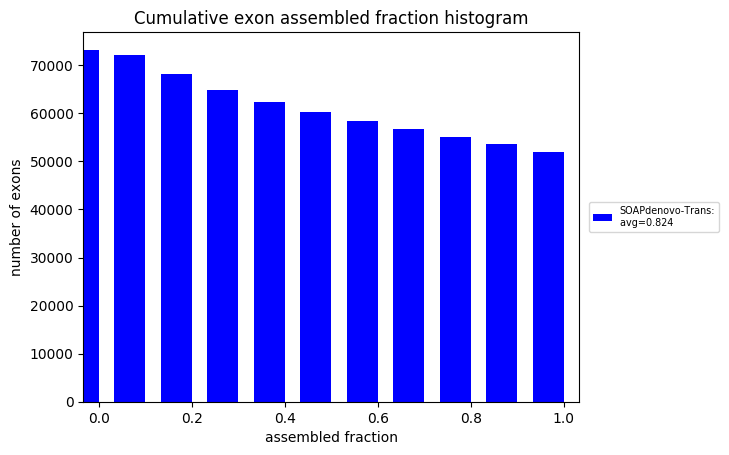 Cumulative exon assembled fraction histogram
number of exons
70000
60000
50000
40000
30000
20000
10000
0
0.0 0.2 0.4 0.6 0.8 1.0
assembled fraction
SOAPdenovo-Trans:
avg=0.824